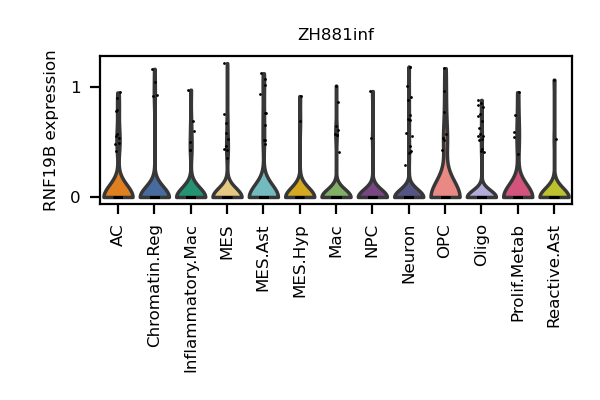 ZH881inf
RNF19B expression
1
0
AC
Chromatin.Reg
Inflammatory.Mac
MES
MES.Ast
MES.Hyp
Mac
NPC
Neuron
OPC
Oligo
Prolif.Metab
Reactive.Ast